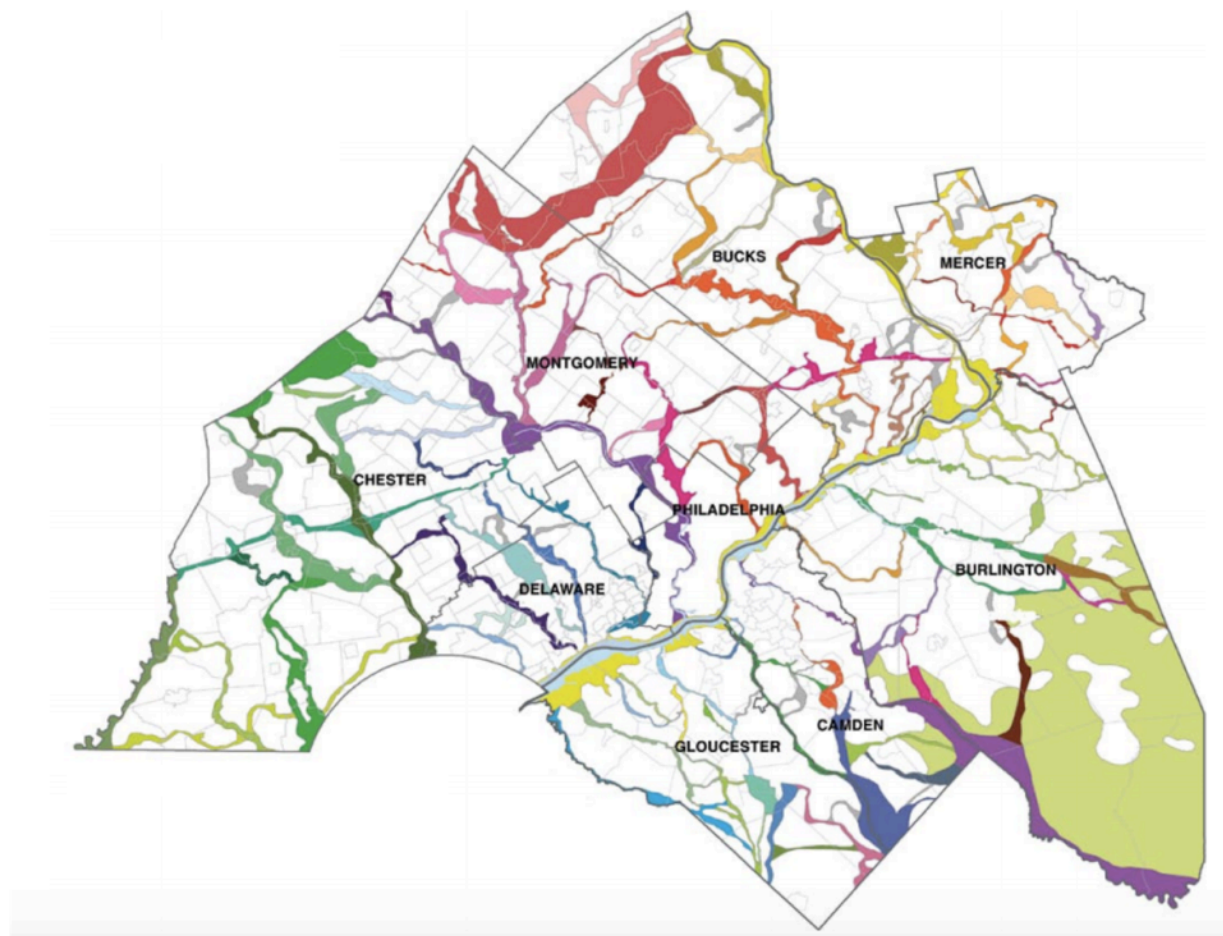 BUCKS
MERCER
MONTGOMERY
CHESTER
PHILADELPHIA
BURLINGTON
DELAWARE
CAMDEN
GLOUCESTER